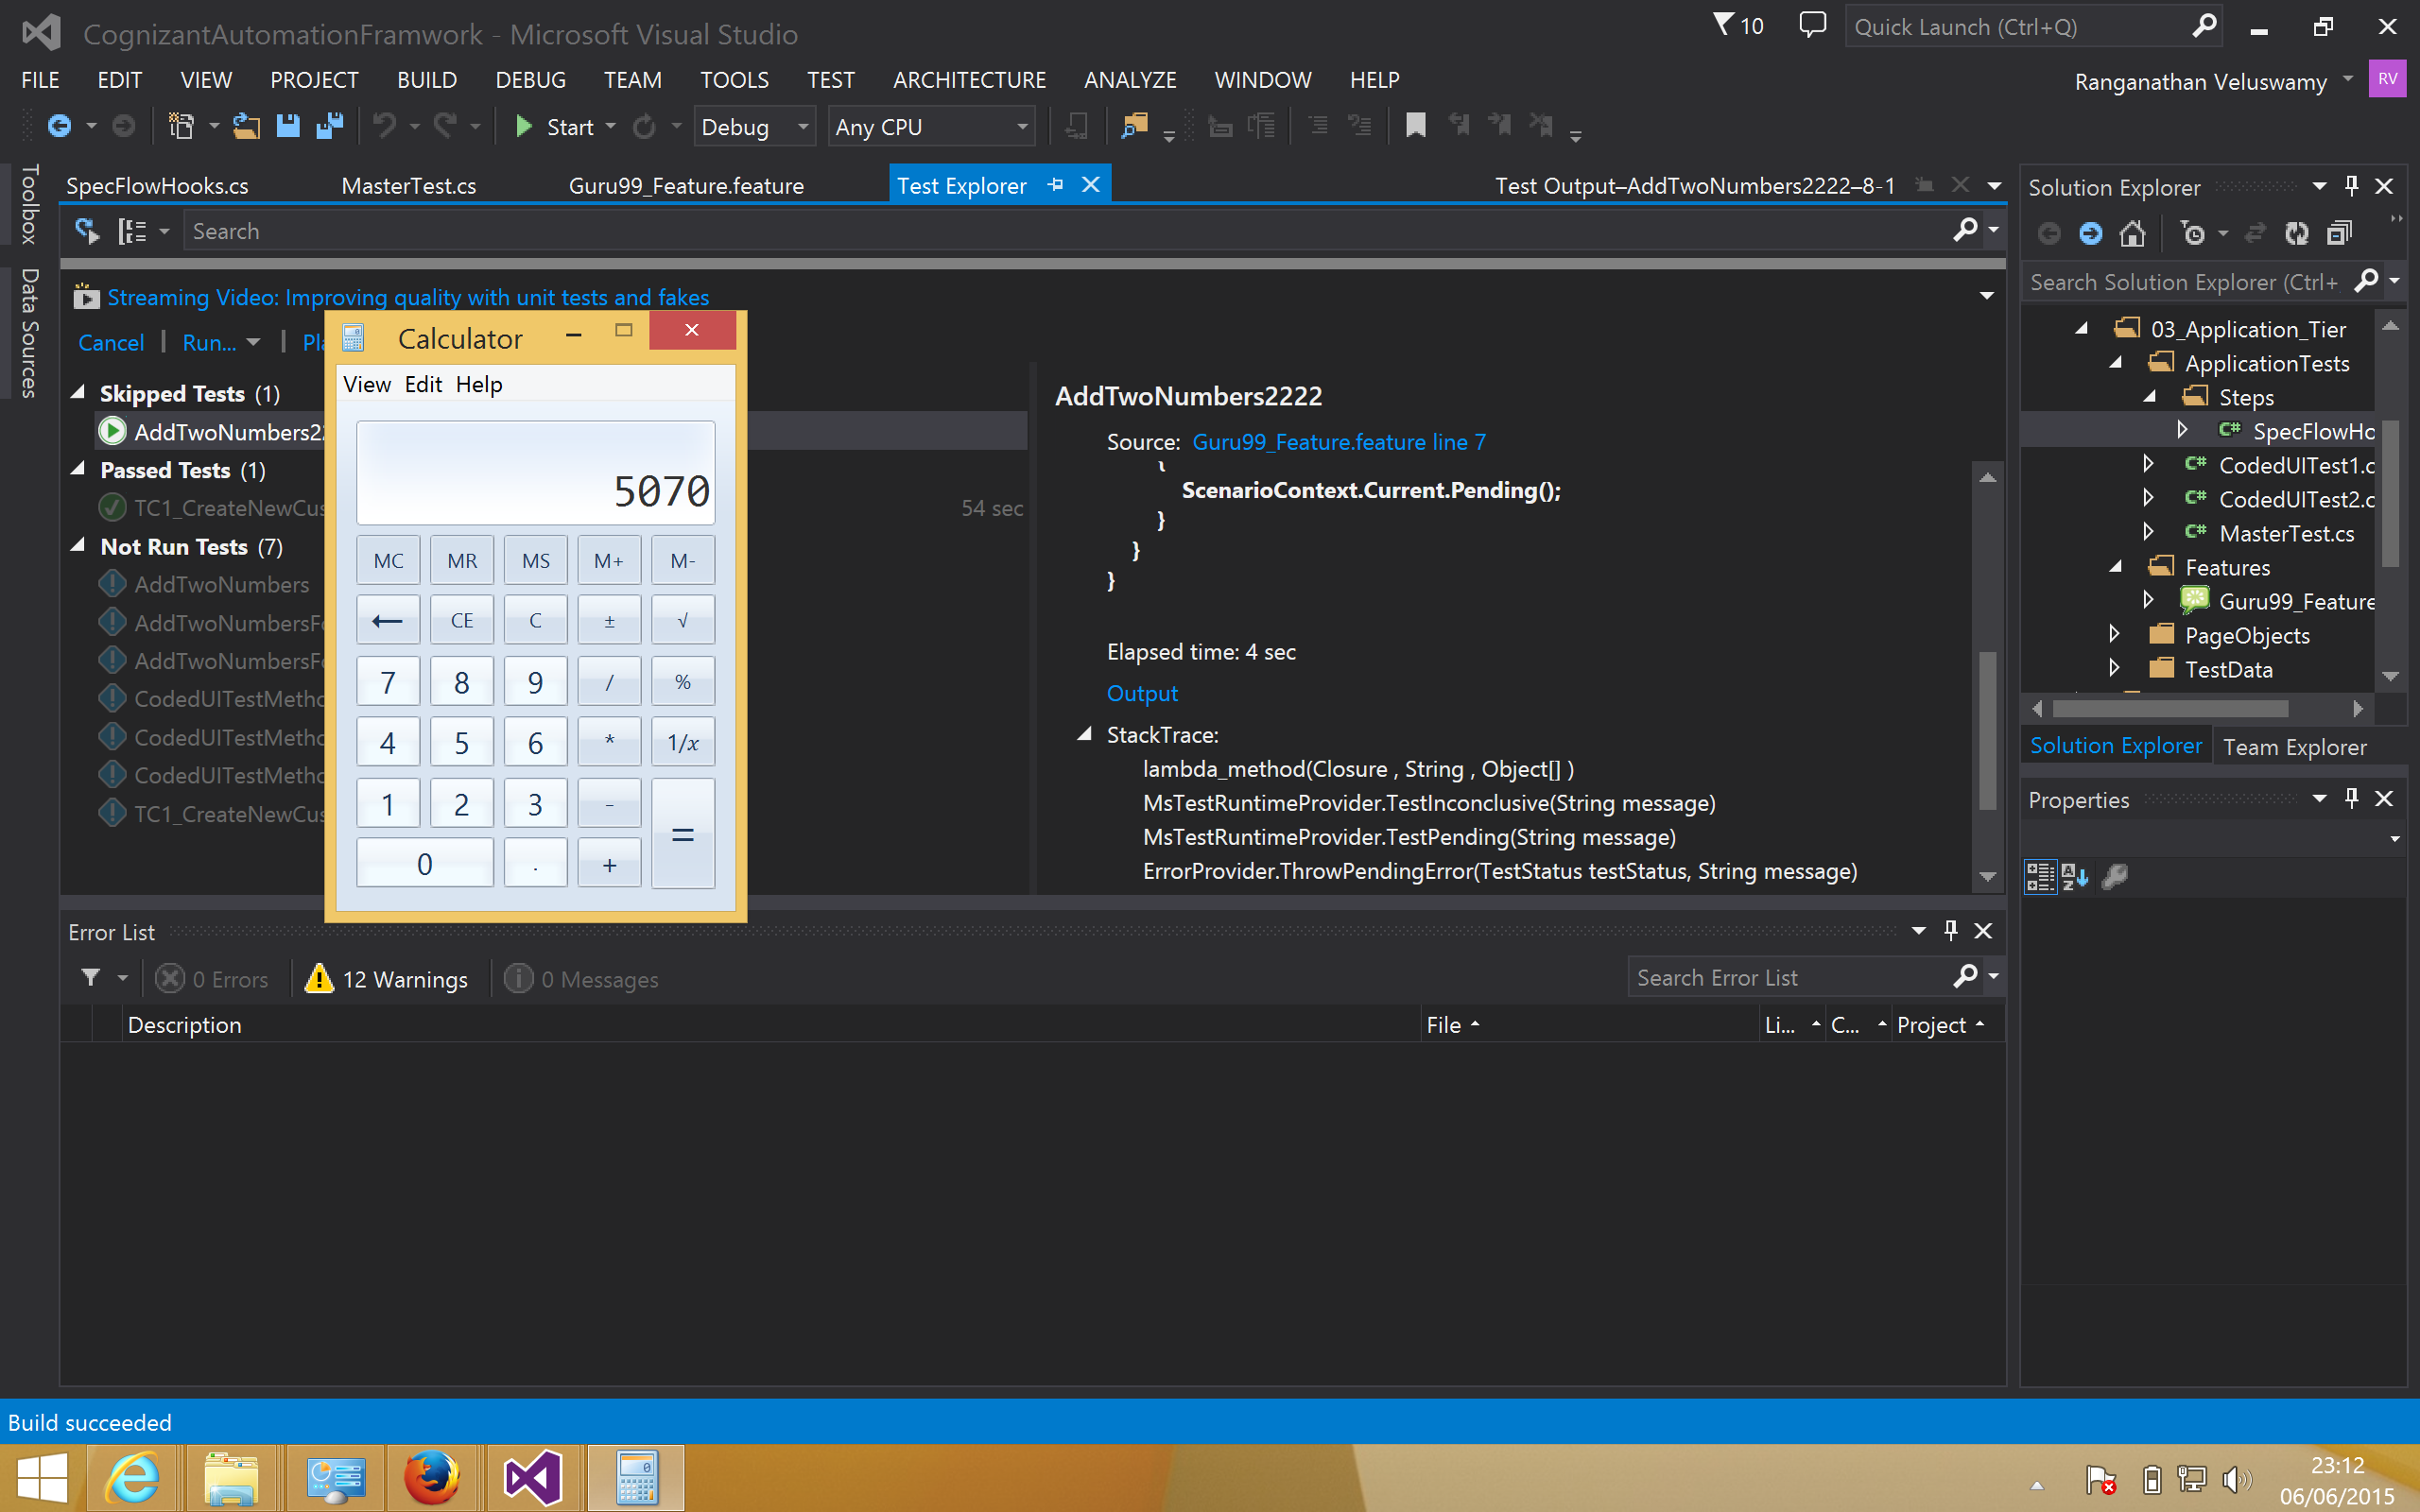 CognizantAutomationFramwork - Microsoft Visual Studio
10
Quick Launch (Ctrl+Q)
FILE EDIT VIEW PROJECT BUILD DEBUG TEAM TOOLS TEST ARCHITECTURE ANALYZE WINDOW HELP
Ranganathan Veluswamy RV
Start Debug Any CPU
Toolbox
Data Sources
SpecFlowHooks.cs MasterTest.cs Guru99_Feature.feature Test Explorer Test Output–AddTwoNumbers2222–8-1
Search
Streaming Video: Improving quality with unit tests and fakes
Cancel Run... Pl
Skipped Tests (1)
AddTwoNumbers22
Passed Tests (1)
TC1_CreateNewCus 54 sec
Not Run Tests (7)
AddTwoNumbers
AddTwoNumbersFo
AddTwoNumbersFo
CodedUITestMetho
CodedUITestMetho
CodedUITestMetho
TC1_CreateNewCus
Calculator
View Edit Help
5070
MC MR MS M+ M-
← CE C ± √
7 8 9 / %
4 5 6 * 1/x
1 2 3 - =
0 . +
AddTwoNumbers2222
Source: Guru99_Feature.feature line 7
{
ScenarioContext.Current.Pending();
}
}
}
Elapsed time: 4 sec
Output
StackTrace:
lambda_method(Closure , String , Object[] )
MsTestRuntimeProvider.TestInconclusive(String message)
MsTestRuntimeProvider.TestPending(String message)
ErrorProvider.ThrowPendingError(TestStatus testStatus, String message)
Solution Explorer
Search Solution Explorer (Ctrl+
03_Application_Tier
ApplicationTests
Steps
C# SpecFlowHo
C# CodedUITest1.c
C# CodedUITest2.c
C# MasterTest.cs
Features
Guru99_Feature
PageObjects
TestData
Solution Explorer Team Explorer
Properties
Error List
0 Errors 12 Warnings 0 Messages
Search Error List
Description File Li... C... Project
Build succeeded
23:12
06/06/2015